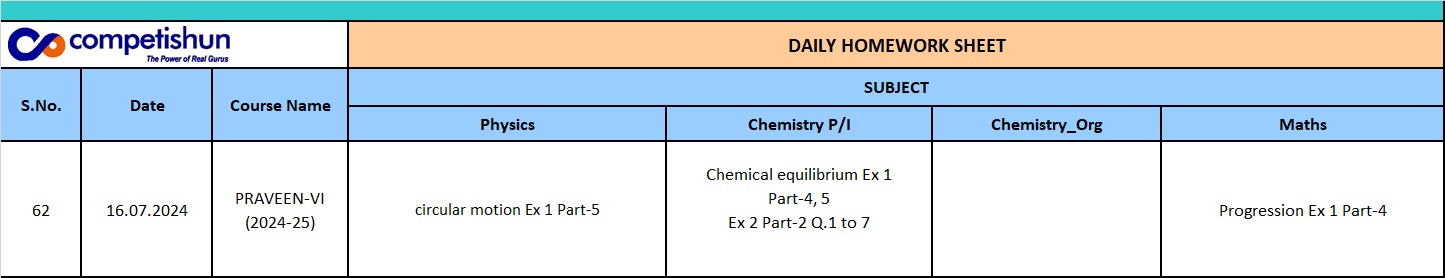 competishun
The Power of Real Gurus
DAILY HOMEWORK SHEET
S.No.
Date
Course Name
SUBJECT
Physics
Chemistry P/I
Chemistry_Org
Maths
62
16.07.2024
PRAVEEN-VI
(2024-25)
circular motion Ex 1 Part-5
Chemical equilibrium Ex 1
Part-4, 5
Ex 2 Part-2 Q.1 to 7
Progression Ex 1 Part-4